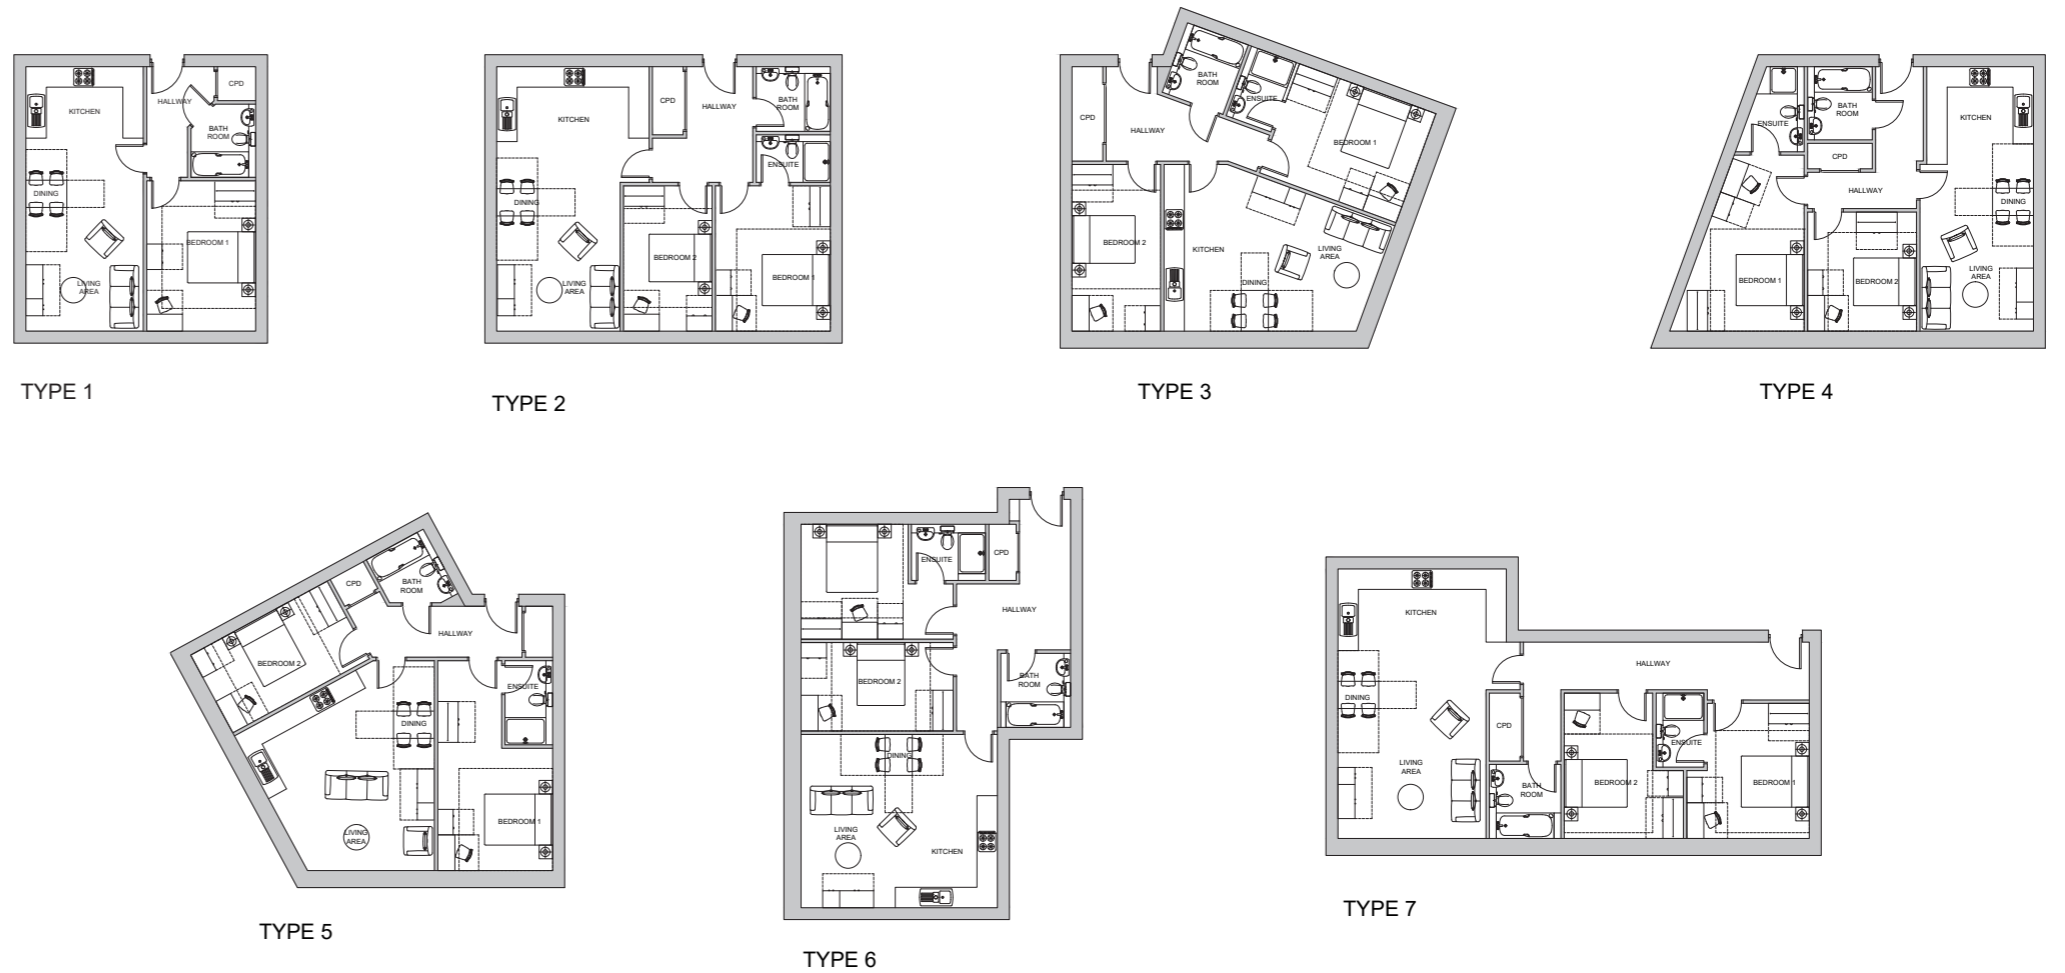 CPD
HALLWAY
KITCHEN
BATH
ROOM
DINING
BEDROOM 1
LIVING
AREA
TYPE 1
CPD
HALLWAY
KITCHEN
BATH
ROOM
ENSUITE
DINING
BEDROOM 2
BEDROOM 1
LIVING
AREA
TYPE 2
BATH
ROOM
ENSUITE
CPD
HALLWAY
BEDROOM 1
BEDROOM 2
KITCHEN
LIVING
AREA
DINING
TYPE 3
ENSUITE
BATH
ROOM
KITCHEN
CPD
HALLWAY
DINING
BEDROOM 1
BEDROOM 2
LIVING
AREA
TYPE 4
CPD
BATH
ROOM
HALLWAY
BEDROOM 2
ENSUITE
DINING
LIVING
AREA
BEDROOM 1
TYPE 5
ENSUITE
CPD
HALLWAY
BEDROOM 2
BATH
ROOM
DINING
LIVING
AREA
KITCHEN
TYPE 6
KITCHEN
HALLWAY
DINING
CPD
ENSUITE
LIVING
AREA
BATH
ROOM
BEDROOM 2
BEDROOM 1
TYPE 7